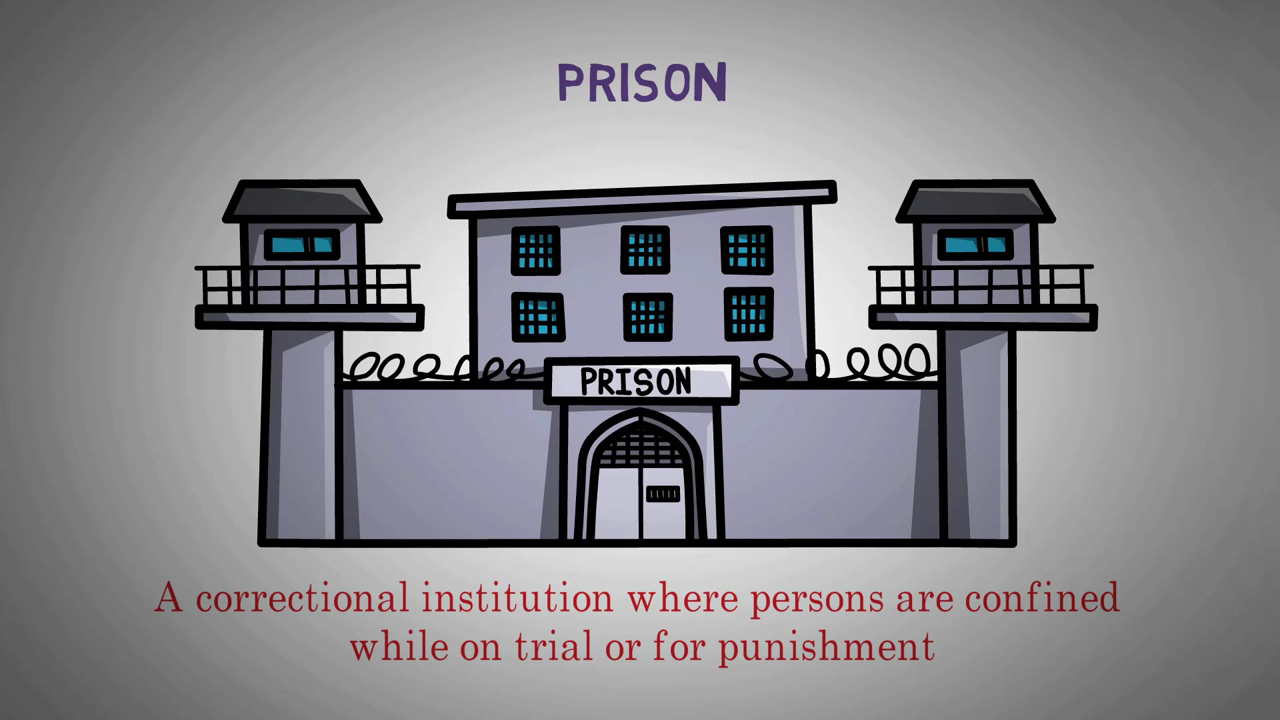 PRISON
PRISON
A correctional institution where persons are confined
while on trial or for punishment